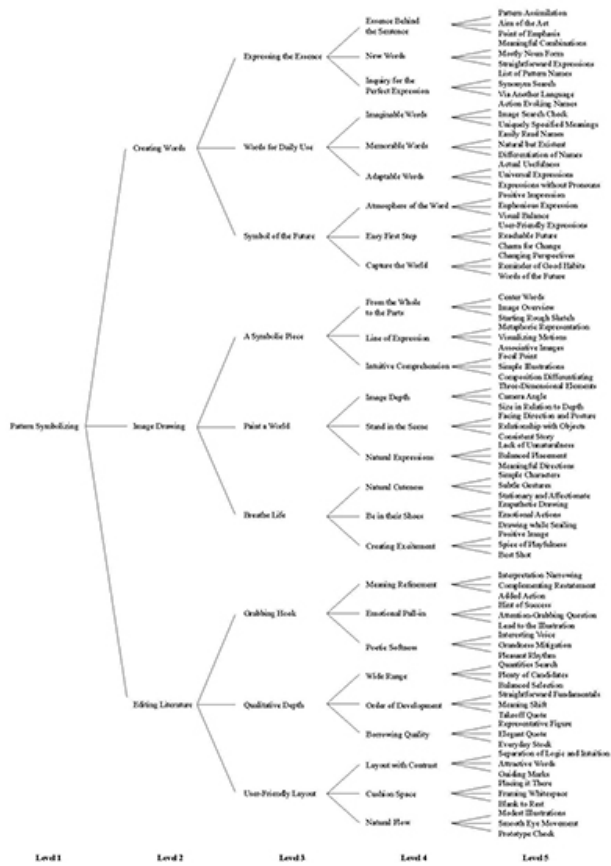 Pattern Symbolizing
Creating Words
Expressing the Essence
Essence Behind
the Sentence
Pattern Assimilation
Aim of the Act
Point of Emphasis
New Words
Meaningful Combinations
Mostly Noun Form
Straightforward Expressions
Inquiry for the
Perfect Expression
List of Pattern Names
Synonym Search
Via Another Language
Words for Daily Use
Imaginable Words
Action Evoking Names
Image Search Check
Uniquely Specified Meanings
Memorable Words
Easily Read Names
Natural but Existent
Differentiation of Names
Adaptable Words
Actual Usefulness
Universal Expressions
Expressions without Pronouns
Symbol of the Future
Atmosphere of the Word
Positive Impression
Euphonious Expression
Visual Balance
Easy First Step
User-Friendly Expressions
Reachable Future
Charm for Change
Capture the World
Changing Perspectives
Reminder of Good Habits
Words of the Future
Image Drawing
A Symbolic Piece
From the Whole
to the Parts
Center Words
Image Overview
Starting Rough Sketch
Line of Expression
Metaphoric Representation
Visualizing Motions
Associative Images
Intuitive Comprehension
Focal Point
Simple Illustrations
Composition Differentiating
Paint a World
Image Depth
Three-Dimensional Elements
Camera Angle
Size in Relation to Depth
Stand in the Scene
Facing Direction and Posture
Relationship with Objects
Consistent Story
Natural Expressions
Lack of Unnaturalness
Balanced Placement
Meaningful Directions
Breathe Life
Natural Cuteness
Simple Characters
Subtle Gestures
Stationary and Affectionate
Be in their Shoes
Empathetic Drawing
Emotional Actions
Drawing while Smiling
Creating Excitement
Positive Image
Spice of Playfulness
Best Shot
Editing Literature
Grabbing Hook
Meaning Refinement
Interpretation Narrowing
Complementing Restatement
Added Action
Emotional Pull-in
Hint of Success
Attention-Grabbing Question
Lead to the Illustration
Poetic Softness
Interesting Voice
Grandness Mitigation
Pleasant Rhythm
Qualitative Depth
Wide Range
Quantities Search
Plenty of Candidates
Balanced Selection
Order of Development
Straightforward Fundamentals
Meaning Shift
Takeoff Quote
Borrowing Quality
Representative Figure
Elegant Quote
Everyday Stock
User-Friendly Layout
Layout with Contrast
Separation of Logic and Intuition
Attractive Words
Guiding Marks
Cushion Space
Placing it There
Framing Whitespace
Blank to Rest
Natural Flow
Modest Illustrations
Smooth Eye Movement
Prototype Check
Level 1
Level 2
Level 3
Level 4
Level 5